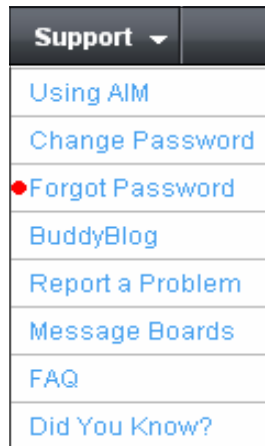 Support
Using AIM
Change Password
Forgot Password
BuddyBlog
Report a Problem
Message Boards
FAQ
Did You Know?